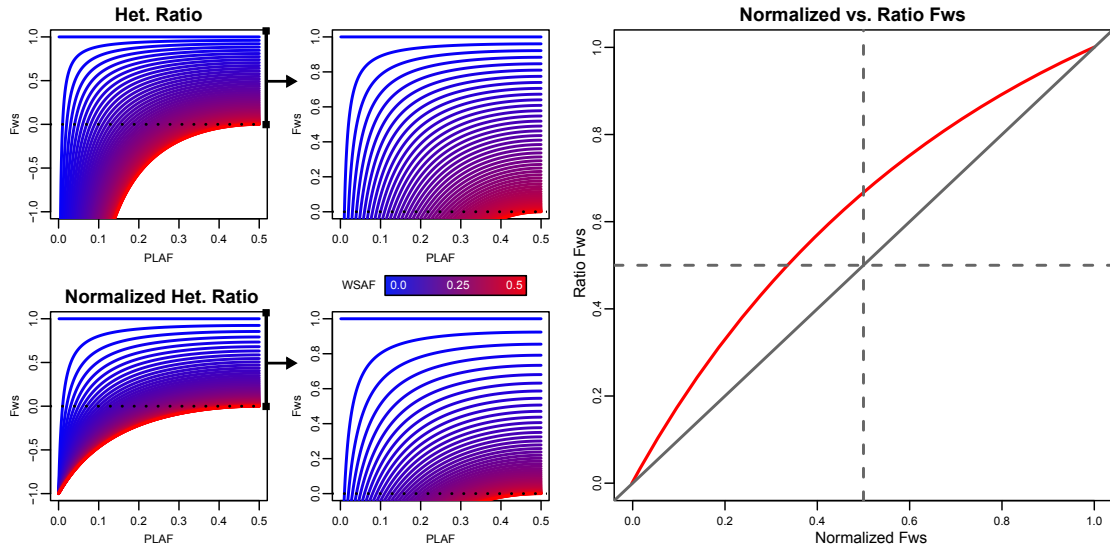 Het. Ratio
Fws
−1.0 −0.5 0.0 0.5 1.0
0.0 0.1 0.2 0.3 0.4 0.5
PLAF
Fws
0.0 0.2 0.4 0.6 0.8 1.0
0.0 0.1 0.2 0.3 0.4 0.5
PLAF
WSAF 0.0 0.25 0.5
Normalized Het. Ratio
Fws
−1.0 −0.5 0.0 0.5 1.0
0.0 0.1 0.2 0.3 0.4 0.5
PLAF
Fws
0.0 0.2 0.4 0.6 0.8 1.0
0.0 0.1 0.2 0.3 0.4 0.5
PLAF
Normalized vs. Ratio Fws
Ratio Fws
0.0 0.2 0.4 0.6 0.8 1.0
0.0 0.2 0.4 0.6 0.8 1.0
Normalized Fws